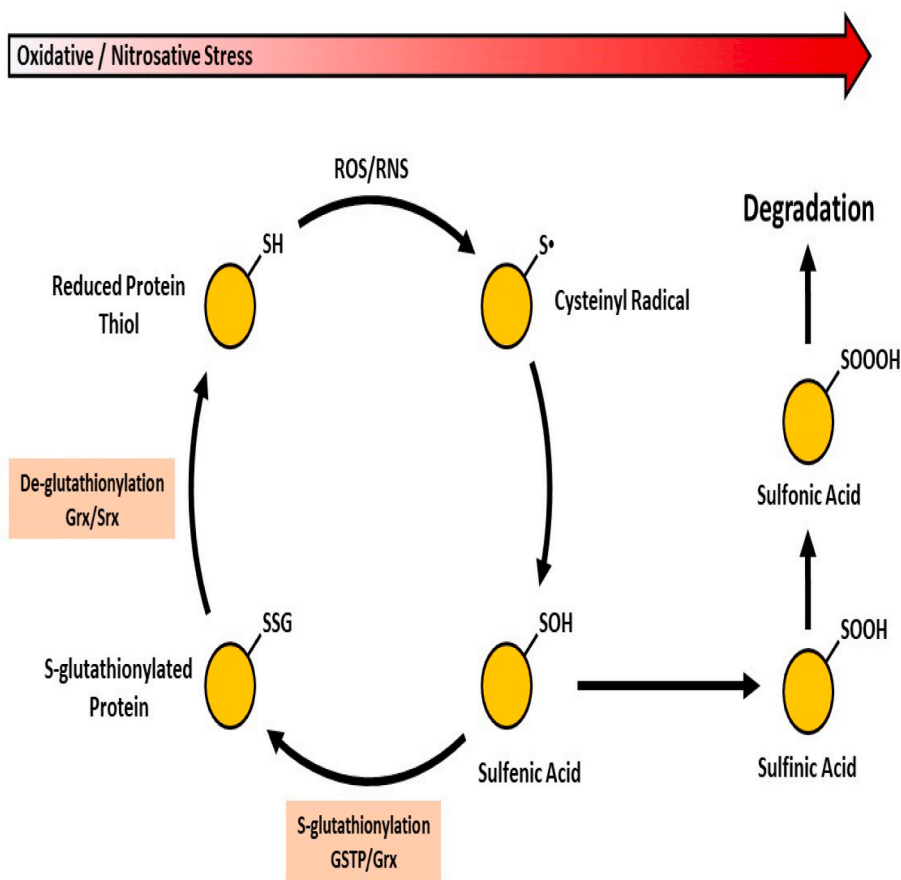 Oxidative / Nitrosative Stress
ROS/RNS
Degradation
SH
S•
Reduced Protein
Thiol
Cysteinyl Radical
SOOOH
De-glutathionylation
Grx/Srx
Sulfonic Acid
SSG
SOH
SOOH
S-glutathionylated
Protein
Sulfenic Acid
Sulfinic Acid
S-glutathionylation
GSTP/Grx